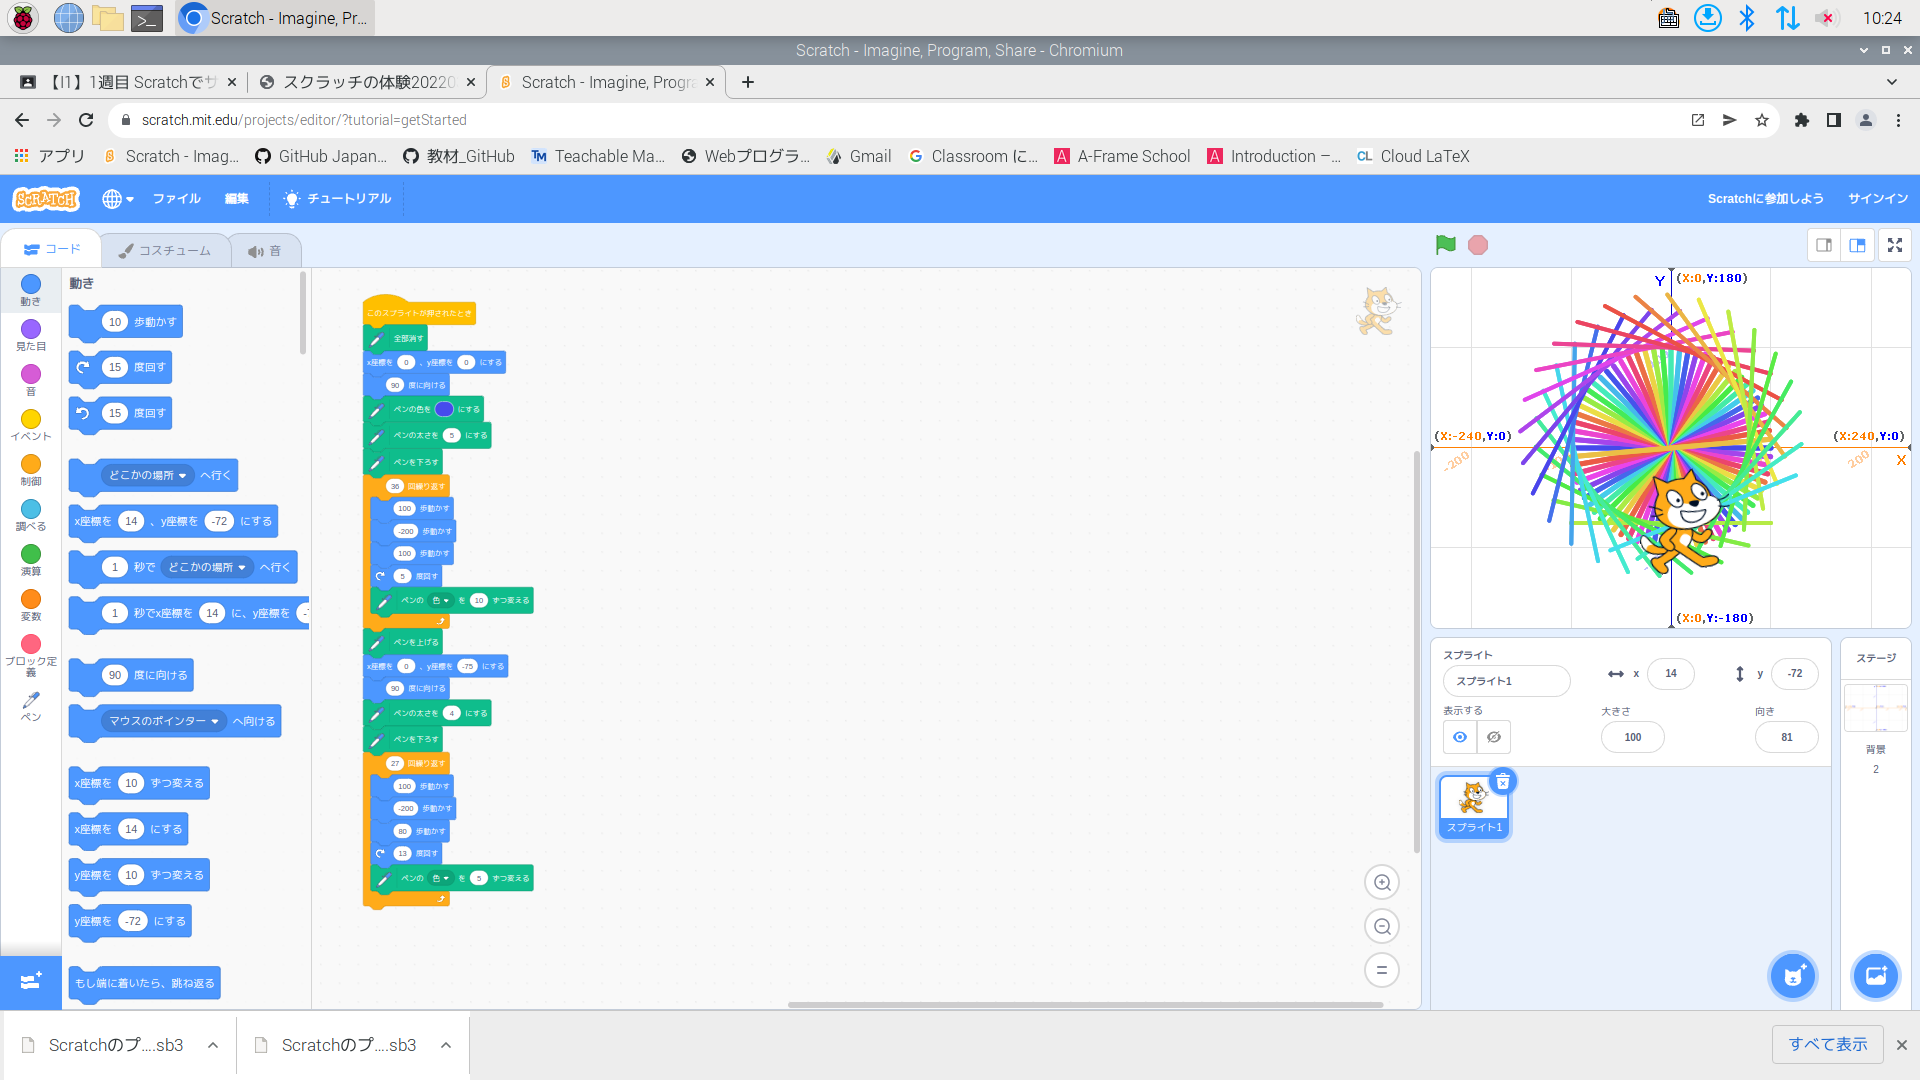 Scratch - Imagine, Pr...
10:24
Scratch - Imagine, Program, Share - Chromium
【I1】1週目 Scratchでサ
スクラッチの体験20220
Scratch - Imagine, Progra
scratch.mit.edu/projects/editor/?tutorial=getStarted
アプリ
Scratch - Imag...
GitHub Japan...
教材_GitHub
Teachable Ma...
Webプログラ...
Gmail
Classroom に...
A-Frame School
Introduction –...
Cloud LaTeX
SCRATCH
ファイル
編集
チュートリアル
Scratchに参加しよう
サインイン
コード
コスチューム
音
動き
見た目
音
イベント
制御
調べる
演算
変数
ブロック定義
ペン
動き
10 歩動かす
15 度回す
15 度回す
どこかの場所 へ行く
x座標を 14 、y座標を -72 にする
1 秒で どこかの場所 へ行く
1 秒でx座標を 14 に、y座標を
90 度に向ける
マウスのポインター へ向ける
x座標を 10 ずつ変える
x座標を 14 にする
y座標を 10 ずつ変える
y座標を -72 にする
もし端に着いたら、跳ね返る
このスプライトが押されたとき
全部消す
x座標を 0 、y座標を 0 にする
90 度に向ける
ペンの色を にする
ペンの太さを 5 にする
ペンを下ろす
36 回繰り返す
100 歩動かす
-200 歩動かす
100 歩動かす
5 度回す
ペンの 色 を 10 ずつ変える
ペンを上げる
x座標を 0 、y座標を -75 にする
90 度に向ける
ペンの太さを 4 にする
ペンを下ろす
27 回繰り返す
100 歩動かす
-200 歩動かす
80 歩動かす
13 度回す
ペンの 色 を 5 ずつ変える
Y
(X:0,Y:180)
(X:-240,Y:0)
(X:240,Y:0)
-200
200
X
(X:0,Y:-180)
スプライト
スプライト1
x
14
y
-72
表示する
大きさ
100
向き
81
スプライト1
ステージ
背景
2
Scratchのプ....sb3
Scratchのプ....sb3
すべて表示